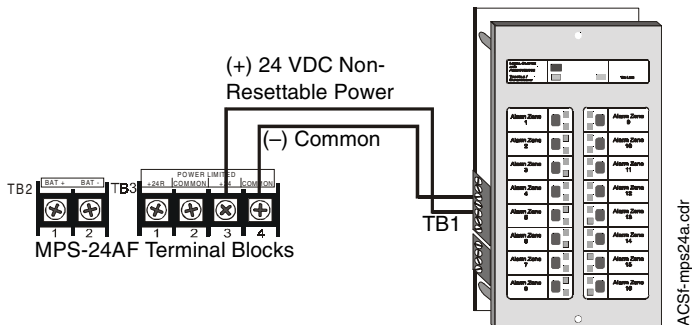 (+) 24 VDC Non-
Resettable Power
(–) Common
TB2
BAT +
BAT -
1
2
TB3
POWER LIMITED
+24R
COMMON
+24
COMMON
1
2
3
4
MPS-24AF Terminal Blocks
TB1
Alarm Zone
1
Alarm Zone
2
Alarm Zone
3
Alarm Zone
4
Alarm Zone
5
Alarm Zone
6
Alarm Zone
7
Alarm Zone
8
Alarm Zone
9
Alarm Zone
10
Alarm Zone
11
Alarm Zone
12
Alarm Zone
13
Alarm Zone
14
Alarm Zone
15
Alarm Zone
16
ACSf-mps24a.cdr